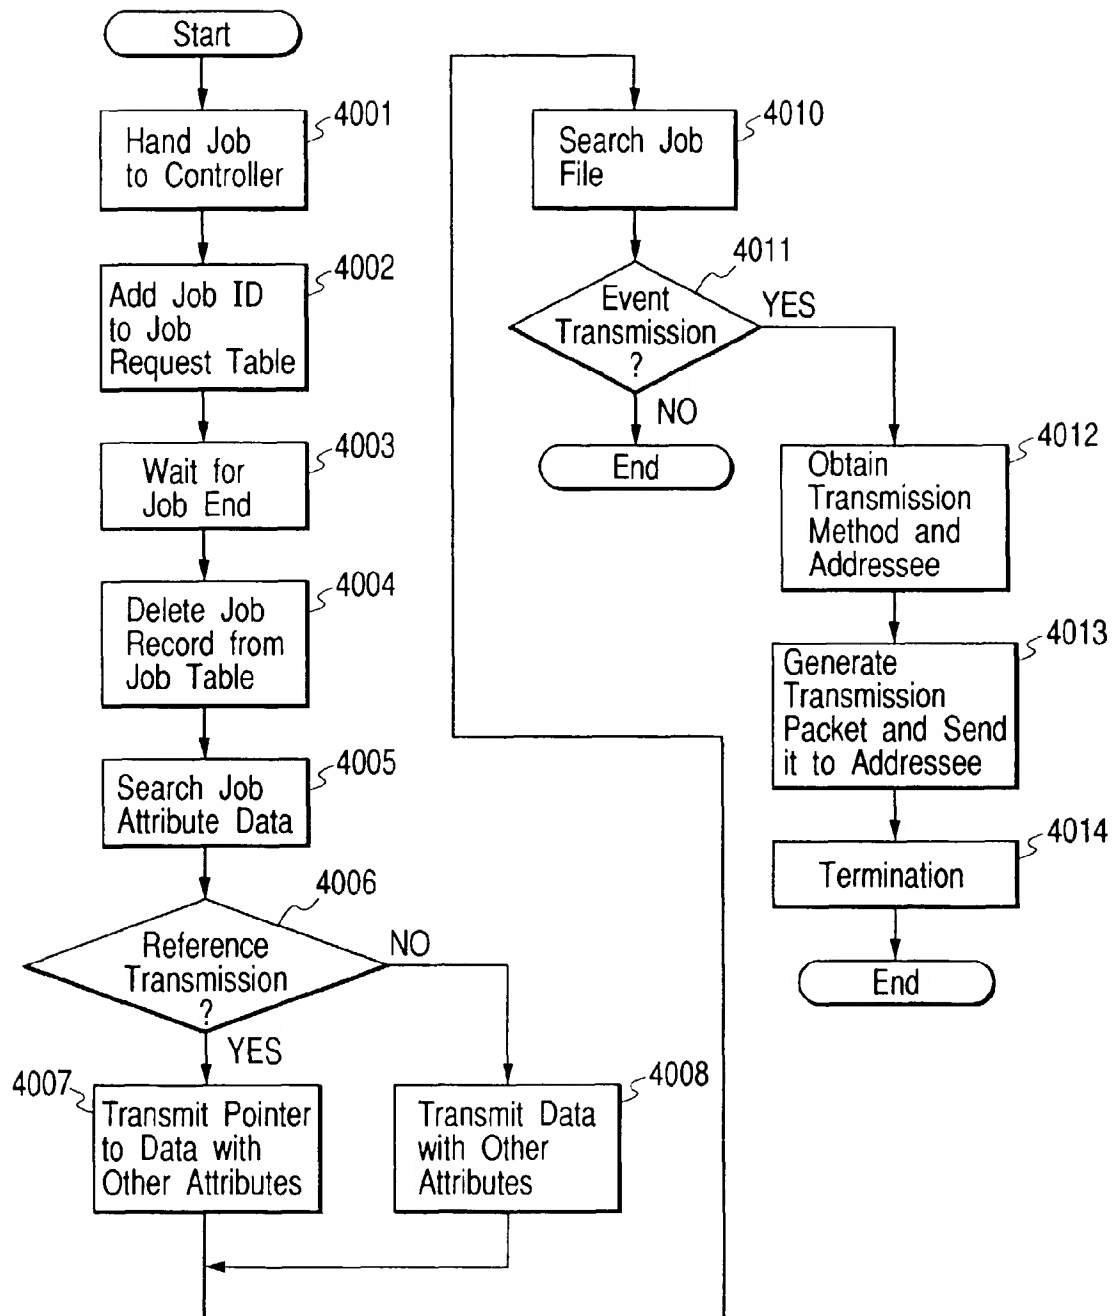 Start
4001
Hand Job
to Controller
4002
Add Job ID
to Job
Request Table
4003
Wait for
Job End
4004
Delete Job
Record from
Job Table
4005
Search Job
Attribute Data
4006
Reference
Transmission
?
NO
YES
4007
Transmit Pointer
to Data with
Other Attributes
4008
Transmit Data
with Other
Attributes
4010
Search Job
File
4011
Event
Transmission
?
YES
NO
End
4012
Obtain
Transmission
Method and
Addressee
4013
Generate
Transmission
Packet and Send
it to Addressee
4014
Termination
End